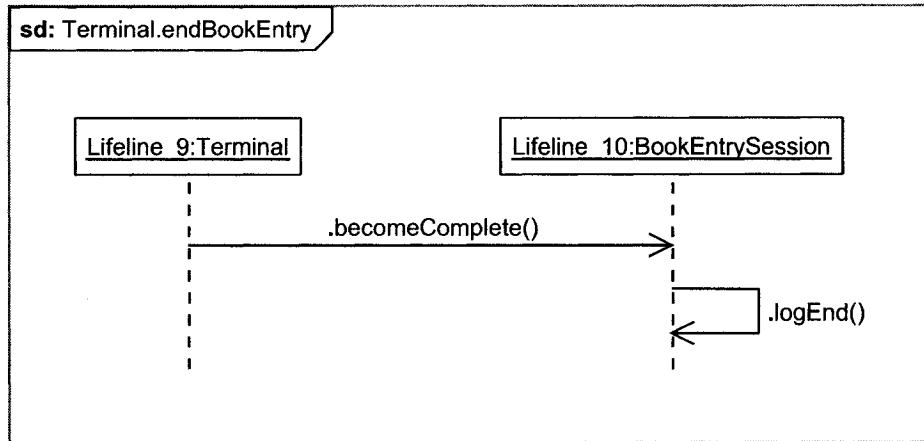 sd: Terminal.endBookEntry
Lifeline_9:Terminal
Lifeline_10:BookEntrySession
.becomeComplete()
.logEnd()